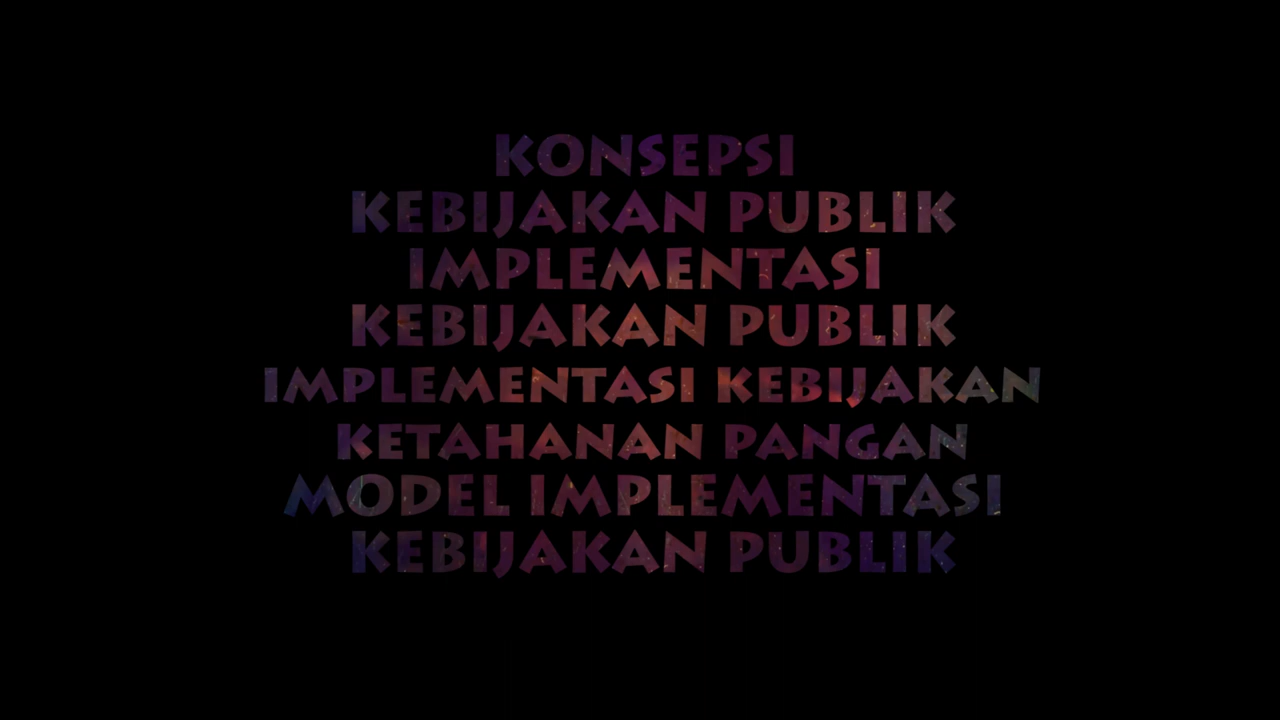 KONSEPSI
KEBIJAKAN PUBLIK
IMPLEMENTASI
KEBIJAKAN PUBLIK
IMPLEMENTASI KEBIJAKAN
KETAHANAN PANGAN
MODEL IMPLEMENTASI
KEBIJAKAN PUBLIK